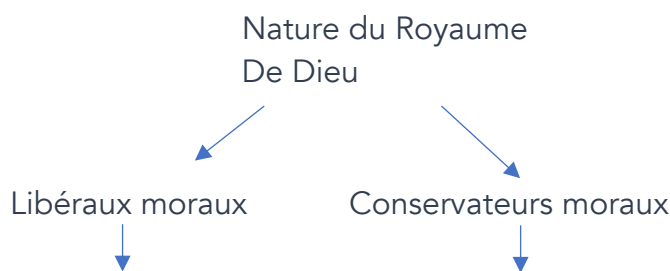 Nature du Royaume
De Dieu
Libéraux moraux
Conservateurs moraux